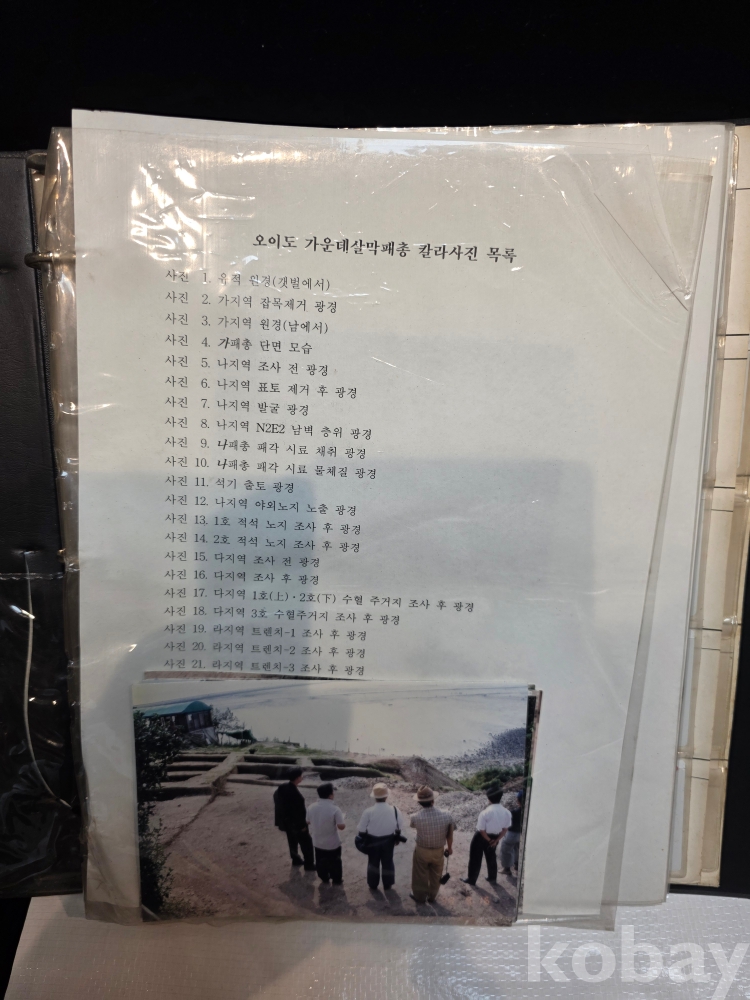 오이도 가운데살막패총 칼라사진 목록
사진 1. 유적 원경(갯벌에서)
사진 2. 가지역 잡목제거 광경
사진 3. 가지역 원경(남에서)
사진 4. 가패총 단면 모습
사진 5. 나지역 조사 전 광경
사진 6. 나지역 표토 제거 후 광경
사진 7. 나지역 발굴 광경
사진 8. 나지역 N2E2 남벽 층위 광경
사진 9. 나패총 패각 시료 채취 광경
사진 10. 나패총 패각 시료 물체질 광경
사진 11. 석기 출토 광경
사진 12. 나지역 야외노지 노출 광경
사진 13. 1호 적석 노지 조사 후 광경
사진 14. 2호 적석 노지 조사 후 광경
사진 15. 다지역 조사 전 광경
사진 16. 다지역 조사 후 광경
사진 17. 다지역 1호(上)·2호(下) 수혈 주거지 조사 후 광경
사진 18. 다지역 3호 수혈주거지 조사 후 광경
사진 19. 라지역 트렌치-1 조사 후 광경
사진 20. 라지역 트렌치-2 조사 후 광경
사진 21. 라지역 트렌치-3 조사 후 광경
kobay